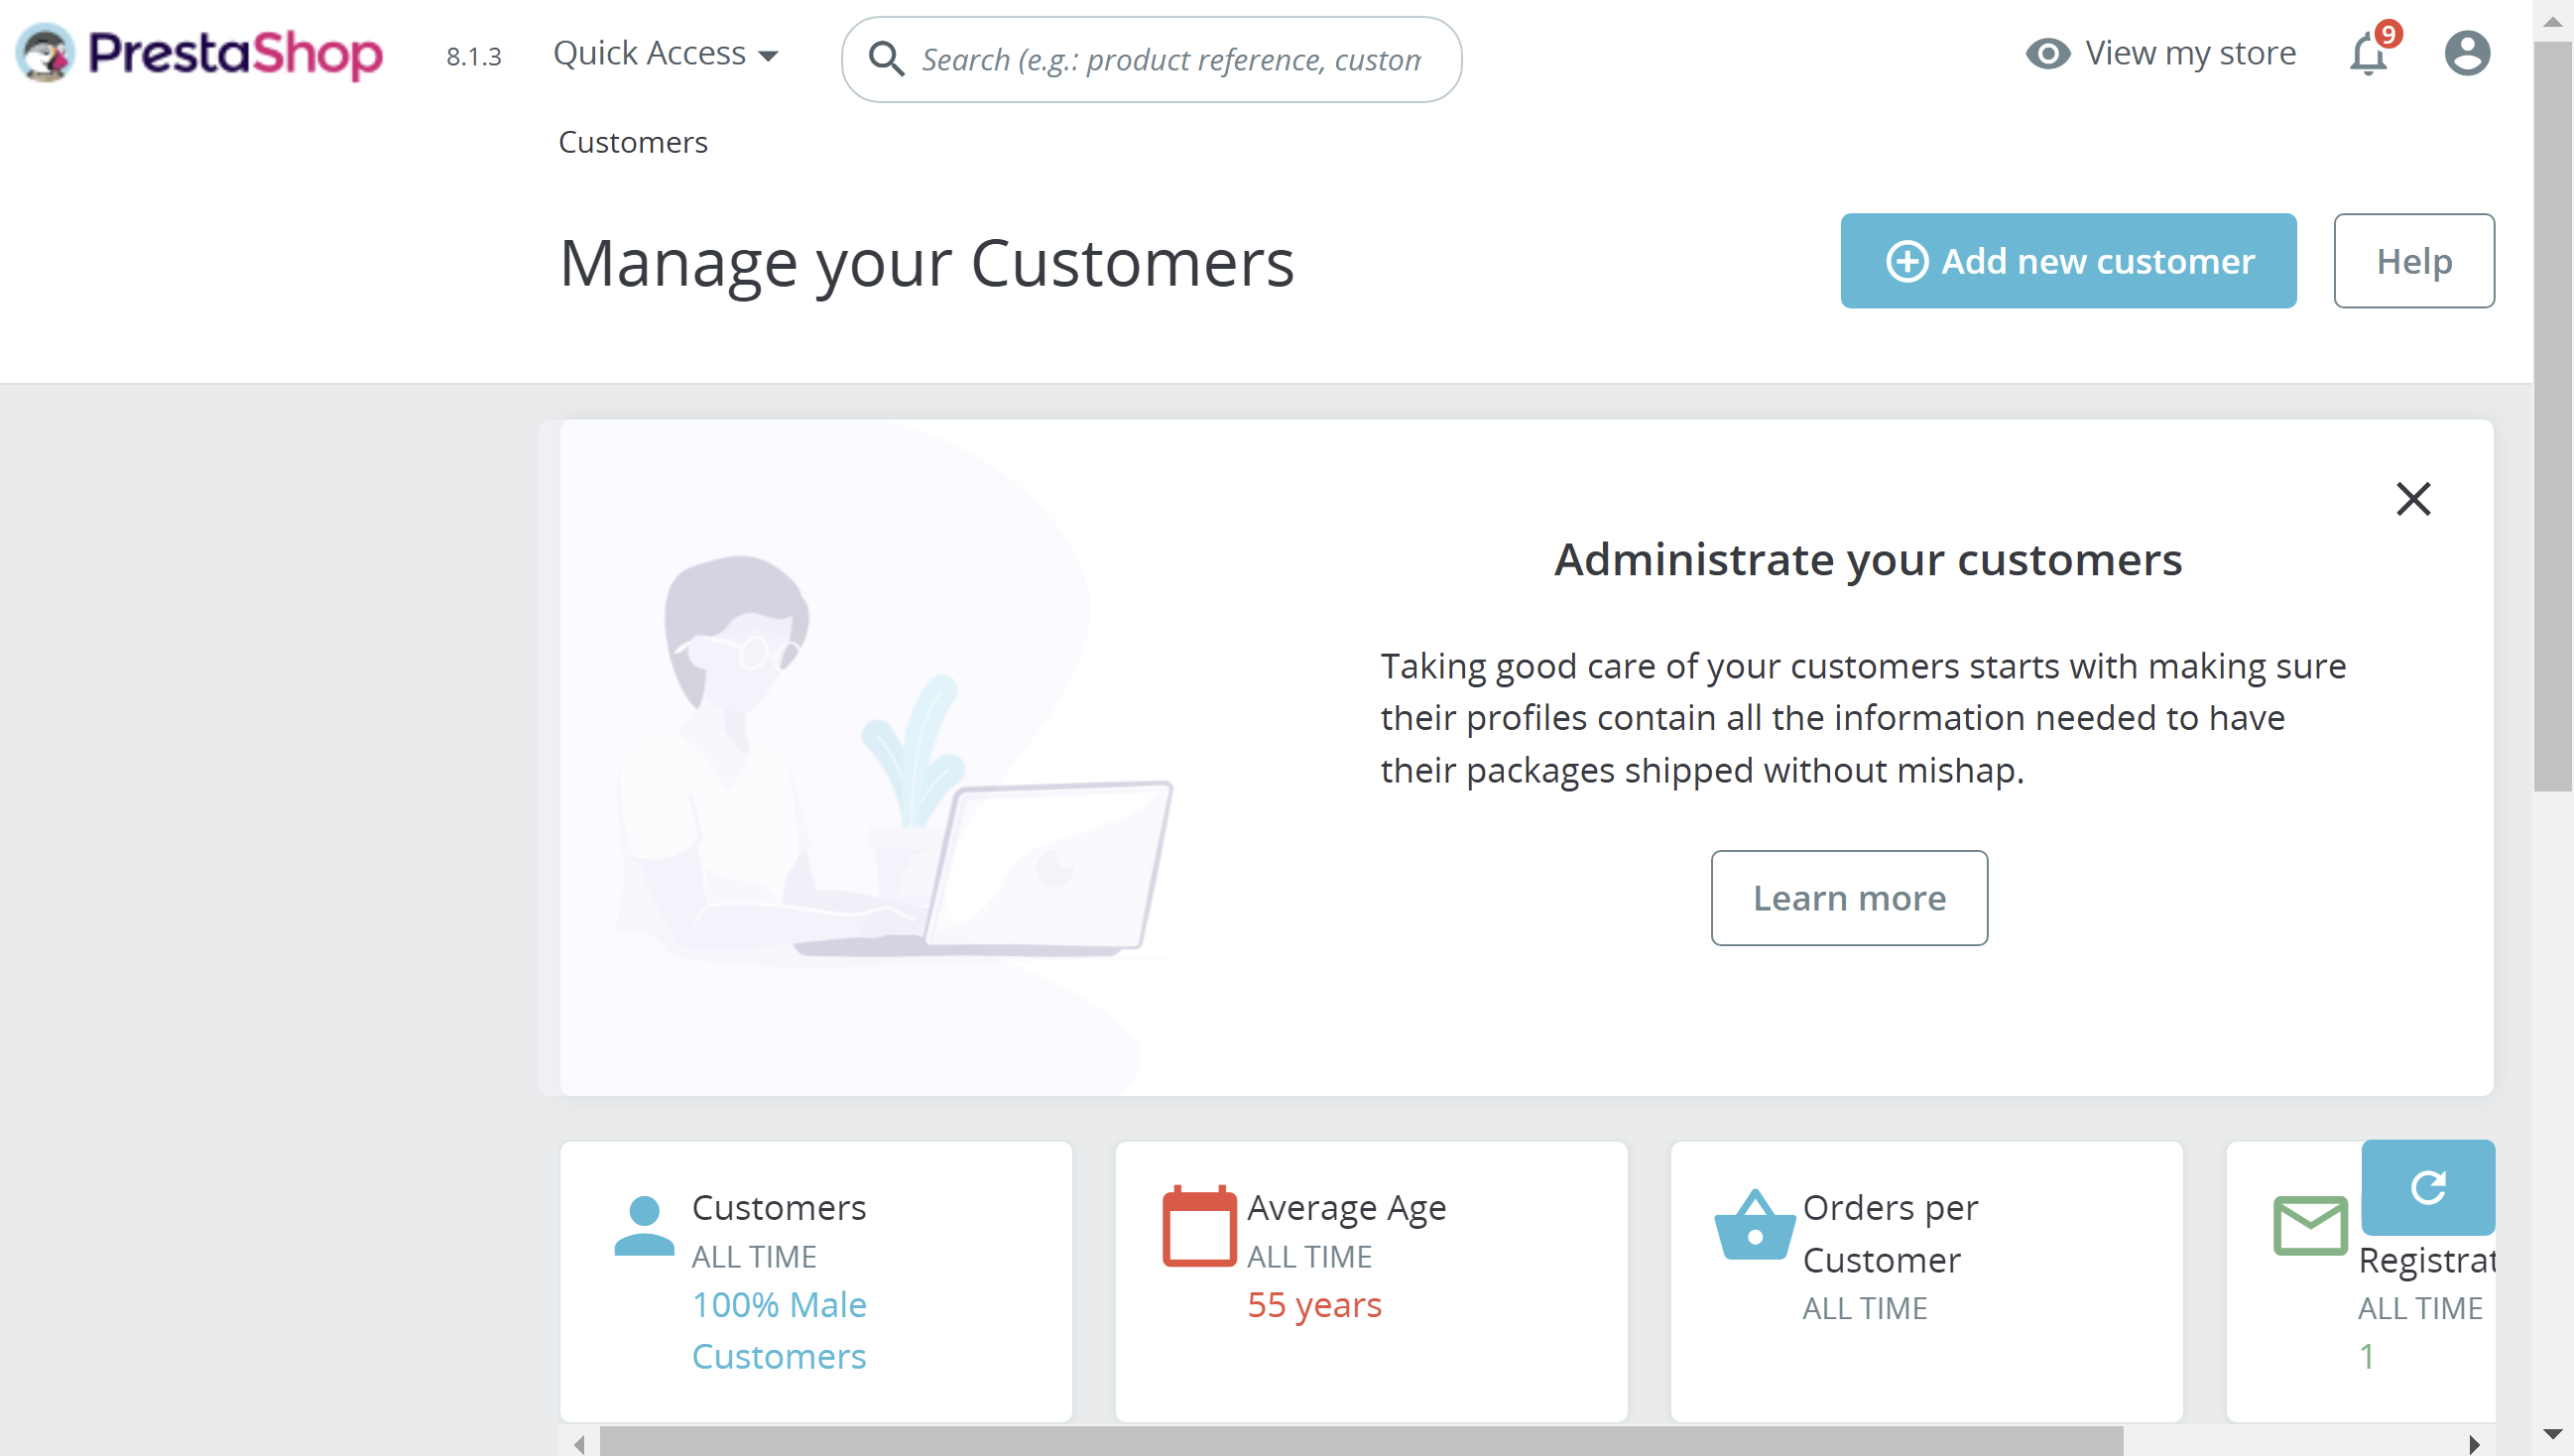 PrestaShop
8.1.3
Quick Access
Search (e.g.: product reference, custom
View my store
9
Customers
Manage your Customers
Add new customer
Help
Administrate your customers
Taking good care of your customers starts with making sure
their profiles contain all the information needed to have
their packages shipped without mishap.
Learn more
Customers
ALL TIME
100% Male
Customers
Average Age
ALL TIME
55 years
Orders per
Customer
ALL TIME
Registrat
ALL TIME
1